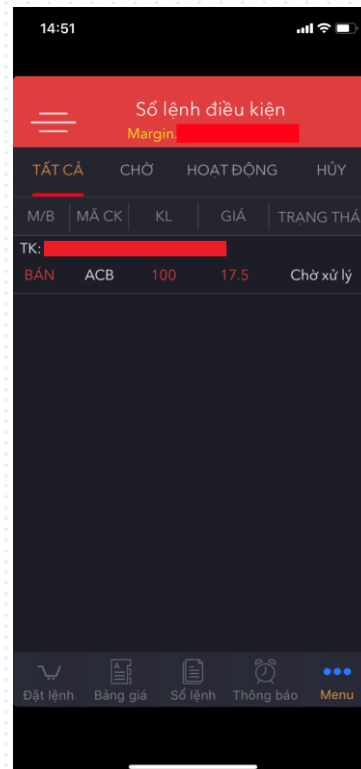 14:51
Sổ lệnh điều kiện
Margin.
TẤT CẢ CHỜ HOẠT ĐỘNG HỦY
M/B MÃ CK KL GIÁ TRẠNG THÁ
TK:
BÁN ACB 100 17.5 Chờ xử lý
Đặt lệnh Bảng giá Sổ lệnh Thông báo Menu